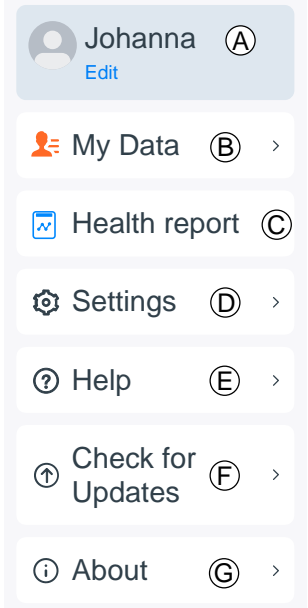 Johanna Ⓐ
Edit
My Data Ⓑ
Health report Ⓒ
Settings Ⓓ
Help Ⓔ
Check for
Updates Ⓕ
About Ⓖ